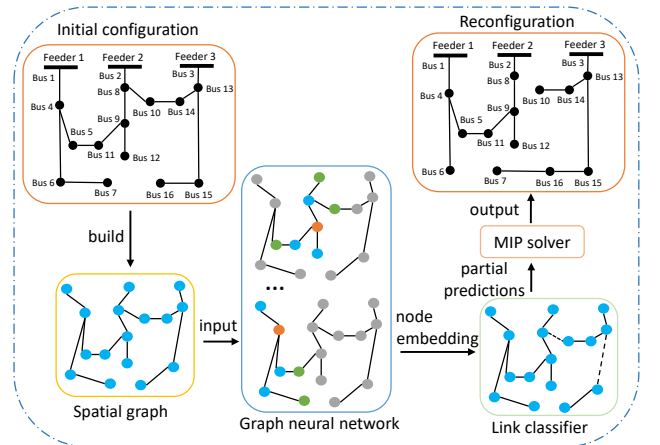 Initial configuration
Feeder 1
Feeder 2
Feeder 3
Bus 1
Bus 2
Bus 3
Bus 8
Bus 13
Bus 4
Bus 10
Bus 14
Bus 5
Bus 9
Bus 11
Bus 12
Bus 6
Bus 7
Bus 16
Bus 15
build
Spatial graph
input
...
Graph neural network
node
embedding
Link classifier
partial
predictions
MIP solver
output
Reconfiguration
Feeder 1
Feeder 2
Feeder 3
Bus 1
Bus 2
Bus 3
Bus 8
Bus 13
Bus 4
Bus 9
Bus 10
Bus 14
Bus 5
Bus 11
Bus 12
Bus 6
Bus 7
Bus 16
Bus 15